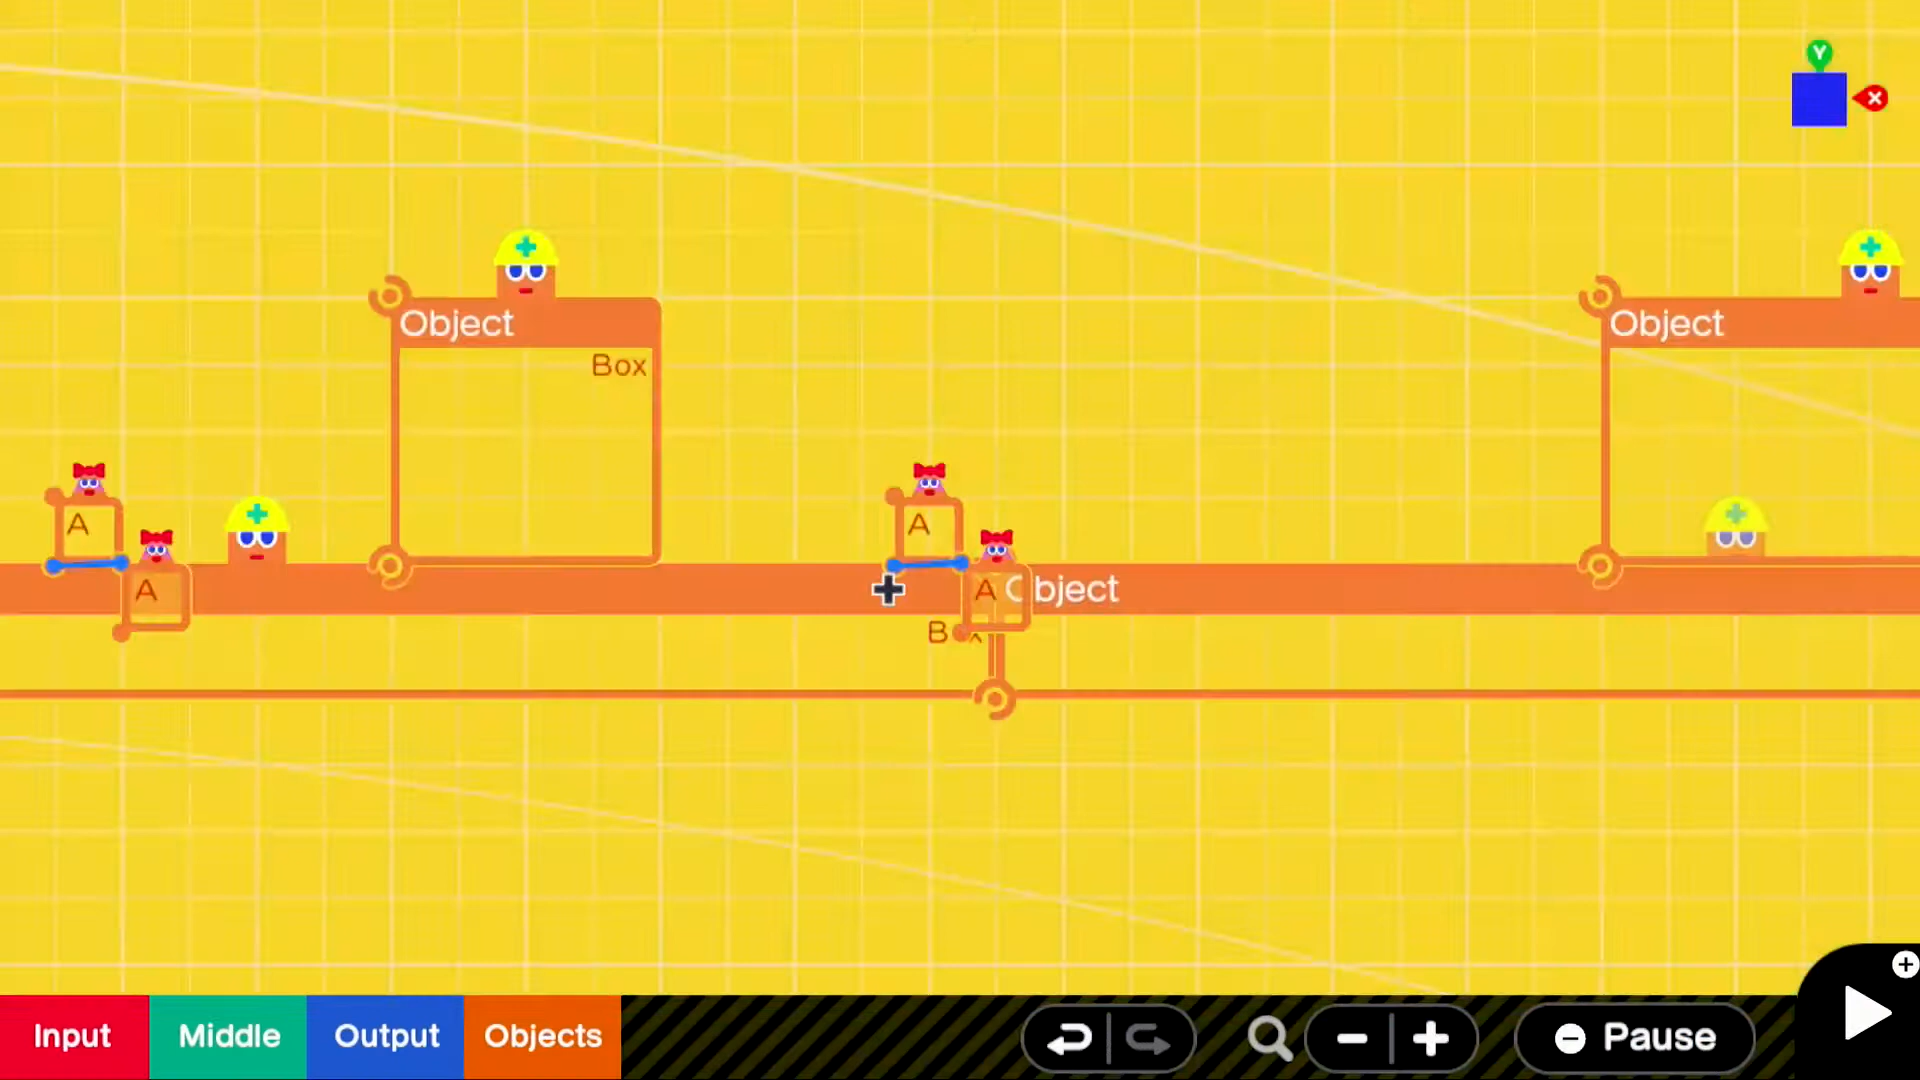 Y
X
Object
Object
Box
A
A
A
A
Object
Input
Middle
Output
Objects
Pause